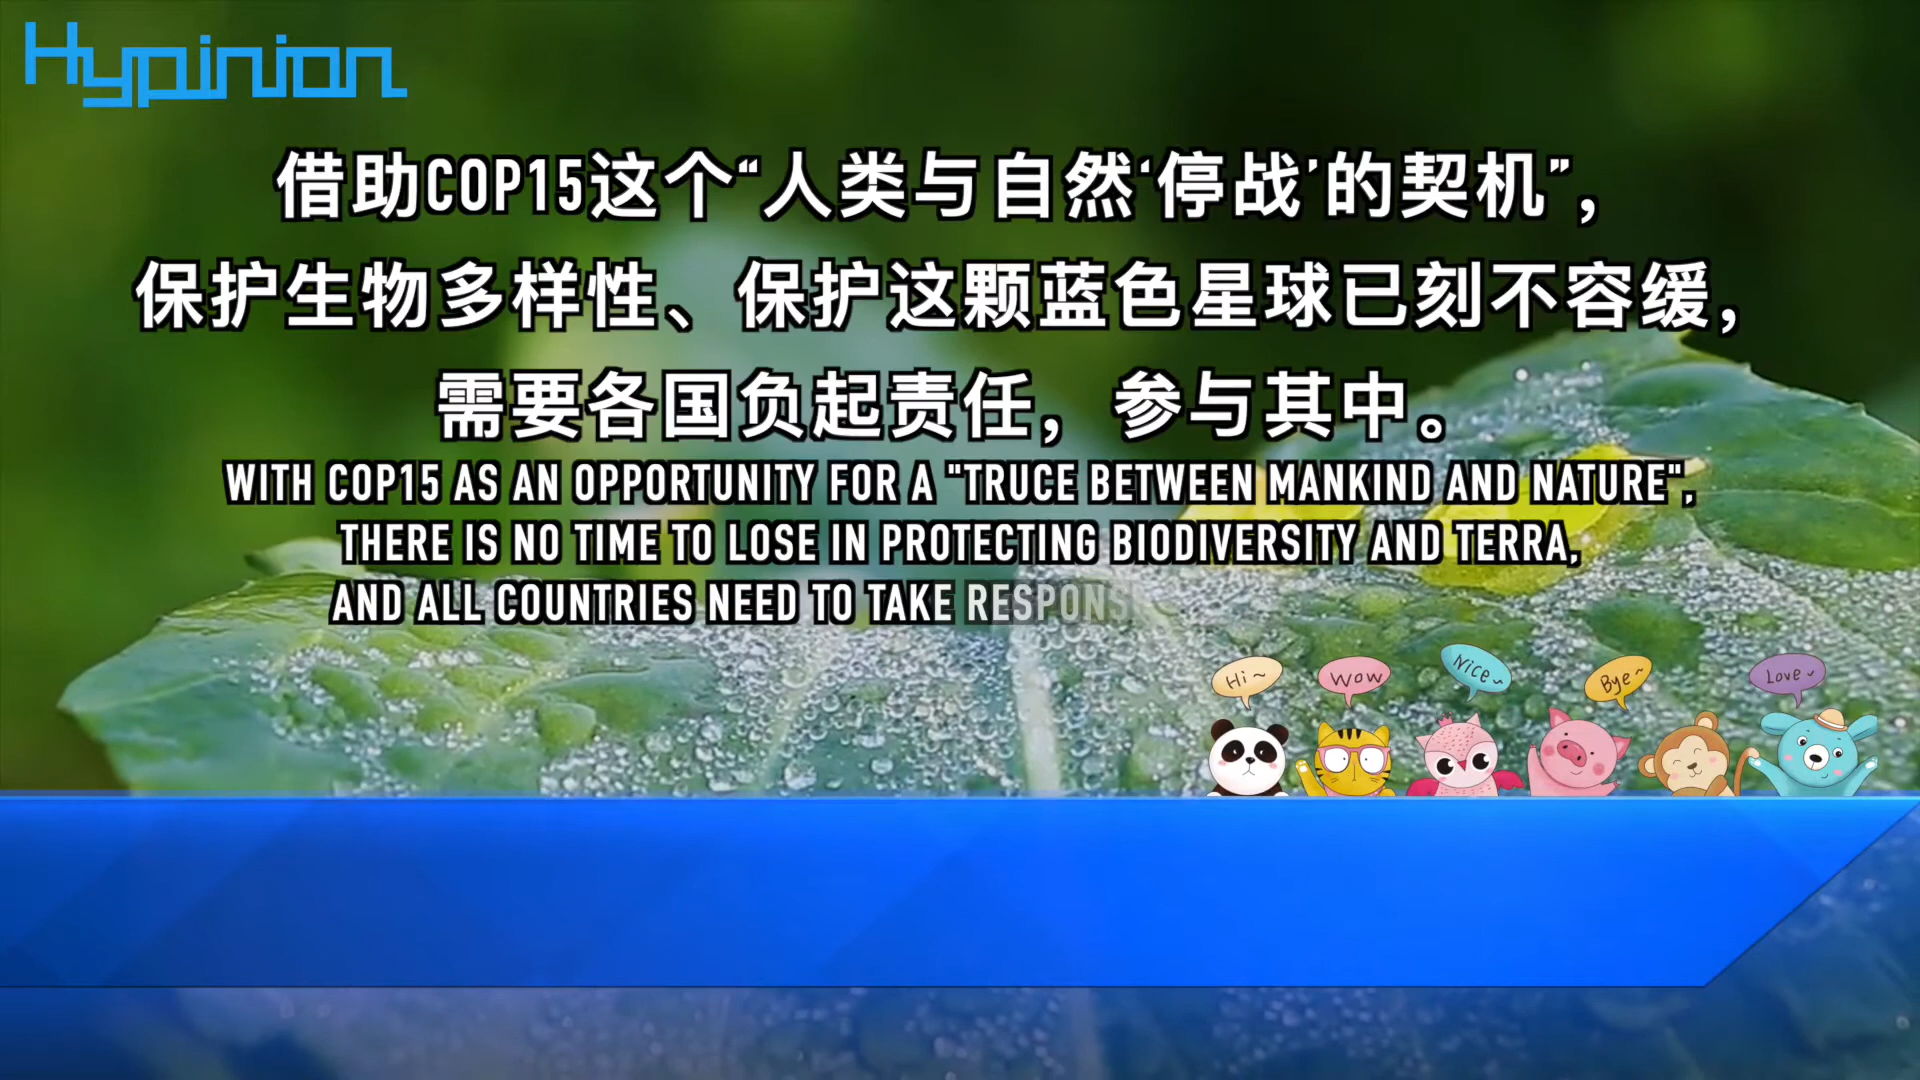 Hypinion
借助COP15这个“人类与自然‘停战’的契机”，
保护生物多样性、保护这颗蓝色星球已刻不容缓，
需要各国负起责任，参与其中。
WITH COP15 AS AN OPPORTUNITY FOR A "TRUCE BETWEEN MANKIND AND NATURE",
THERE IS NO TIME TO LOSE IN PROTECTING BIODIVERSITY AND TERRA,
AND ALL COUNTRIES NEED TO TAKE RESPONS
Hi~
Wow
Nice~
Bye~
Love